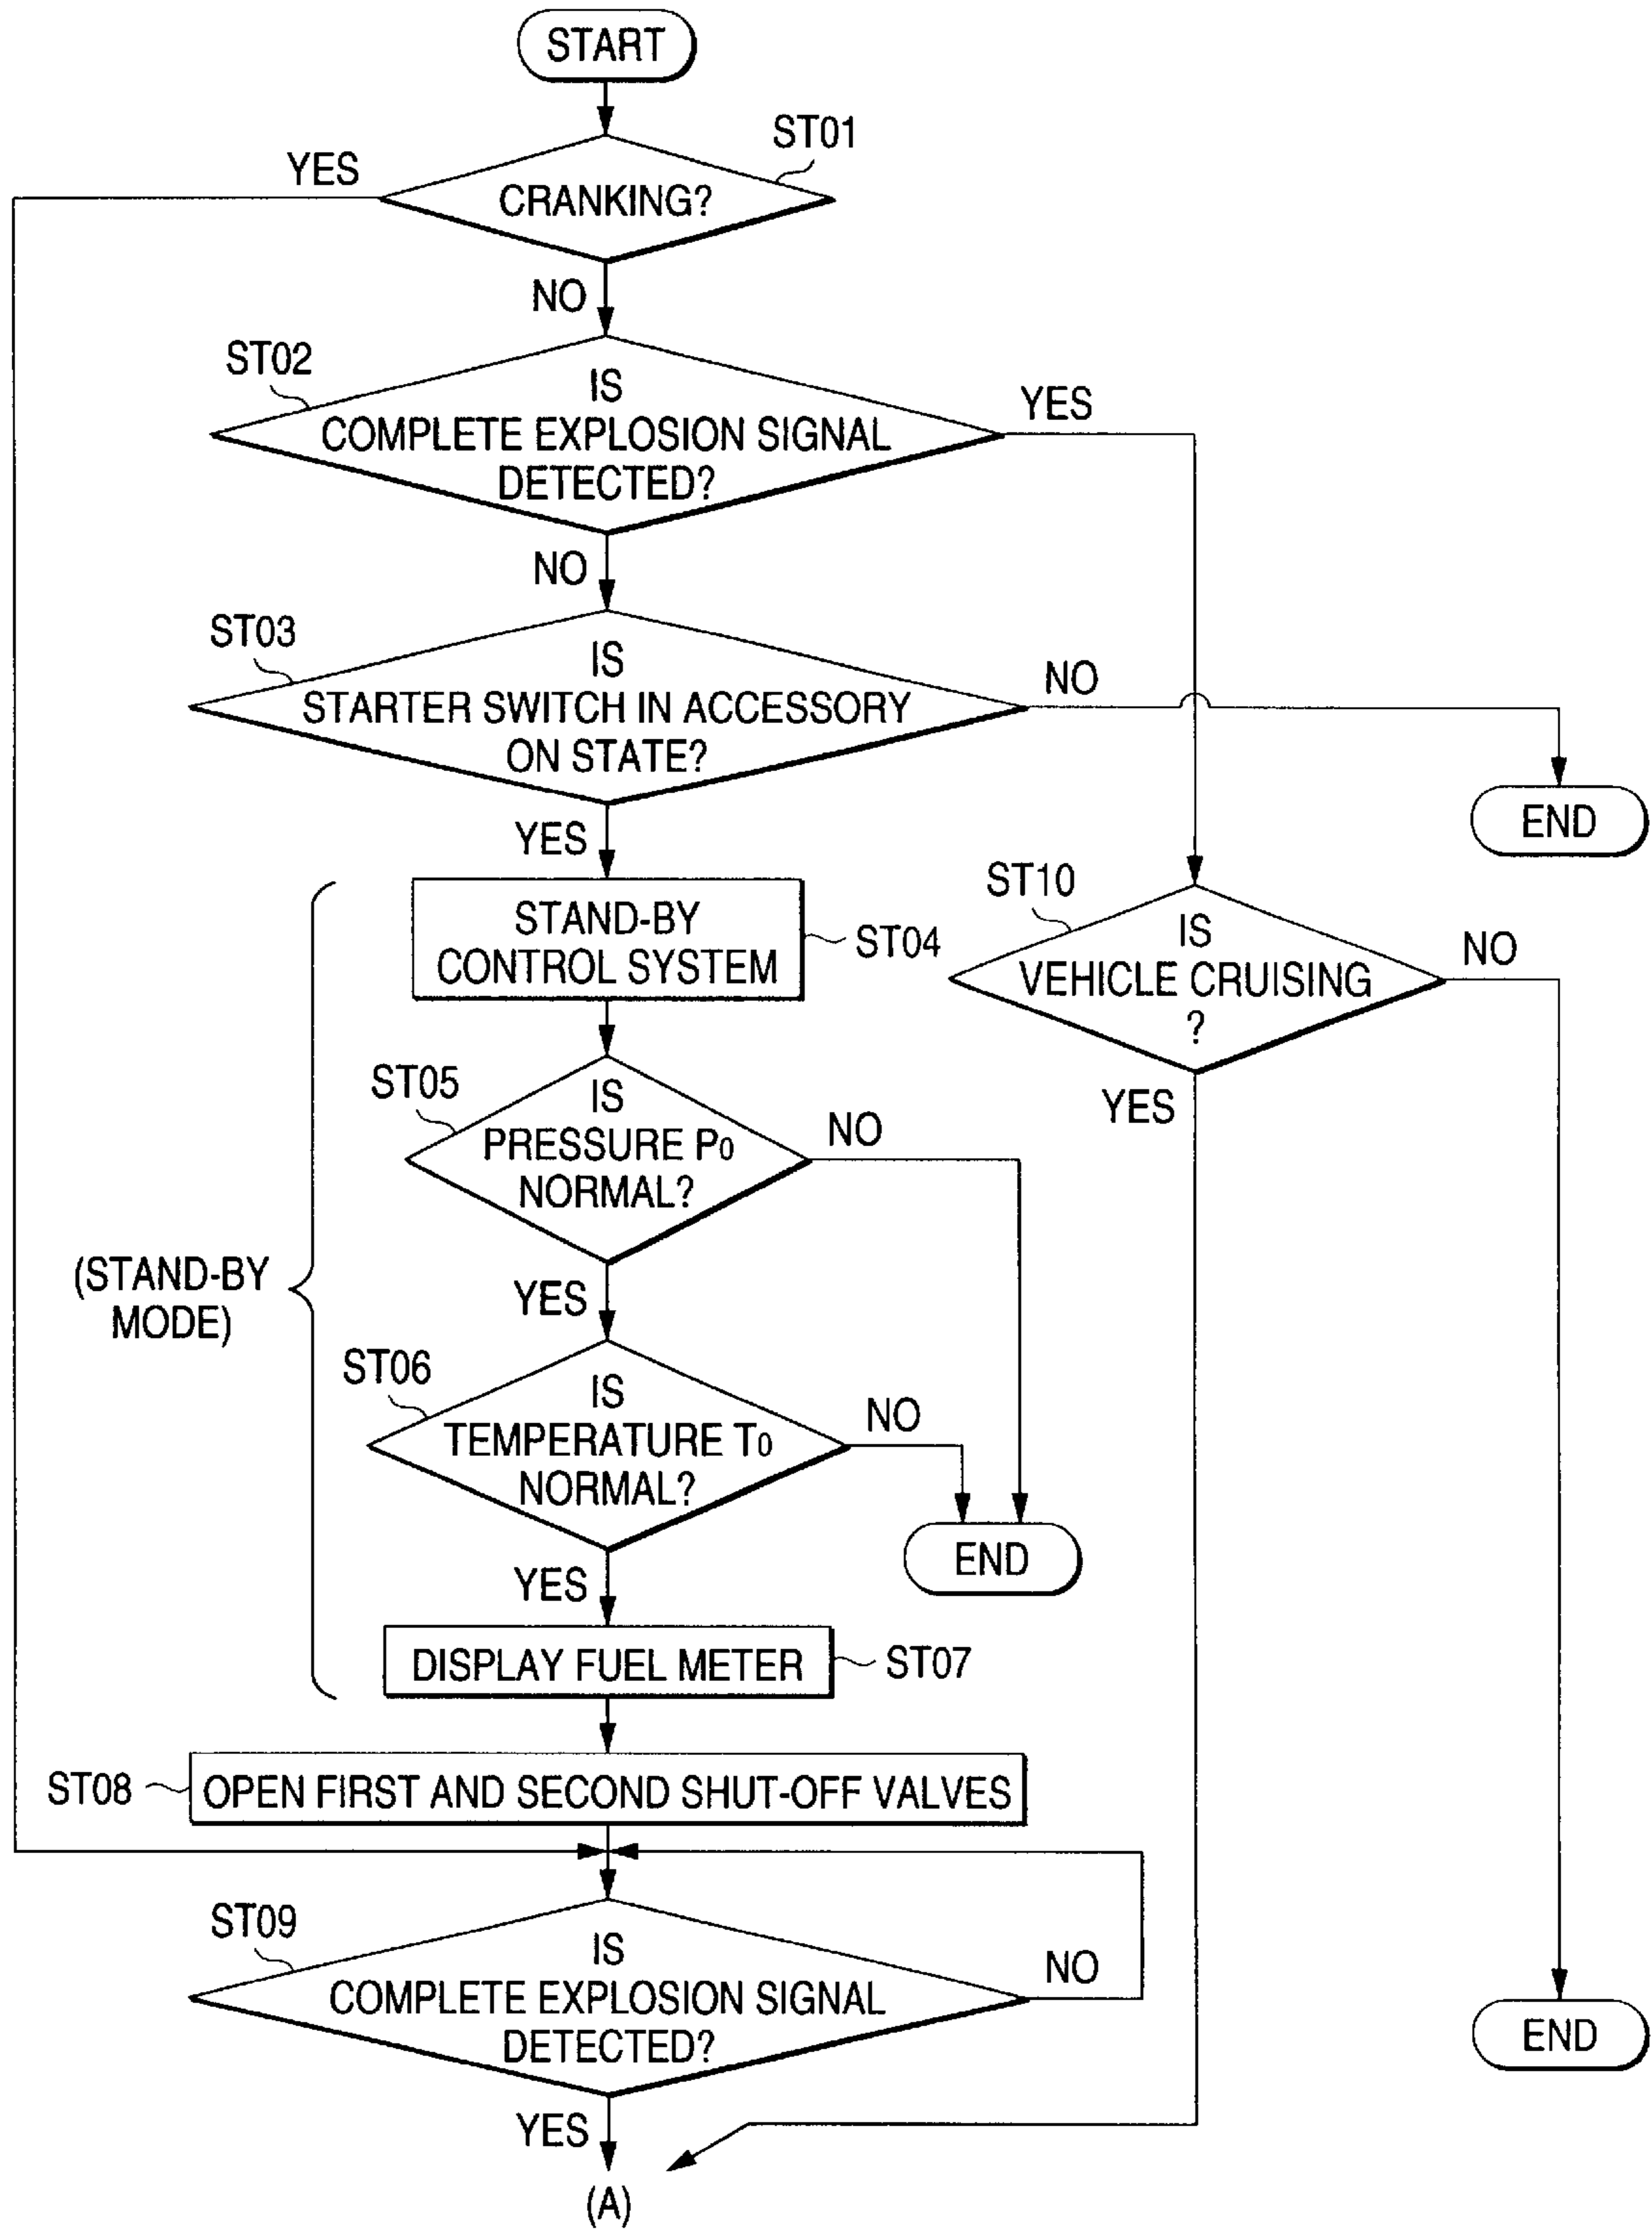 START
ST01
YES
CRANKING?
NO
ST02
IS
COMPLETE EXPLOSION SIGNAL
DETECTED?
YES
NO
ST03
IS
STARTER SWITCH IN ACCESSORY
ON STATE?
NO
END
YES
STAND-BY
CONTROL SYSTEM
ST04
ST10
IS
VEHICLE CRUISING
?
NO
YES
ST05
IS
PRESSURE P0
NORMAL?
NO
(STAND-BY
MODE)
YES
ST06
IS
TEMPERATURE T0
NORMAL?
NO
END
YES
DISPLAY FUEL METER
ST07
ST08
OPEN FIRST AND SECOND SHUT-OFF VALVES
ST09
IS
COMPLETE EXPLOSION SIGNAL
DETECTED?
NO
END
YES
(A)